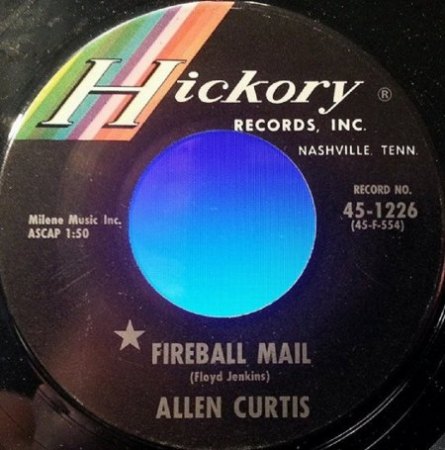 Hickory ®
RECORDS, INC.
NASHVILLE, TENN.
RECORD NO.
45-1226
(45-F-554)
Milene Music Inc.
ASCAP 1:50
FIREBALL MAIL
(Floyd Jenkins)
ALLEN CURTIS